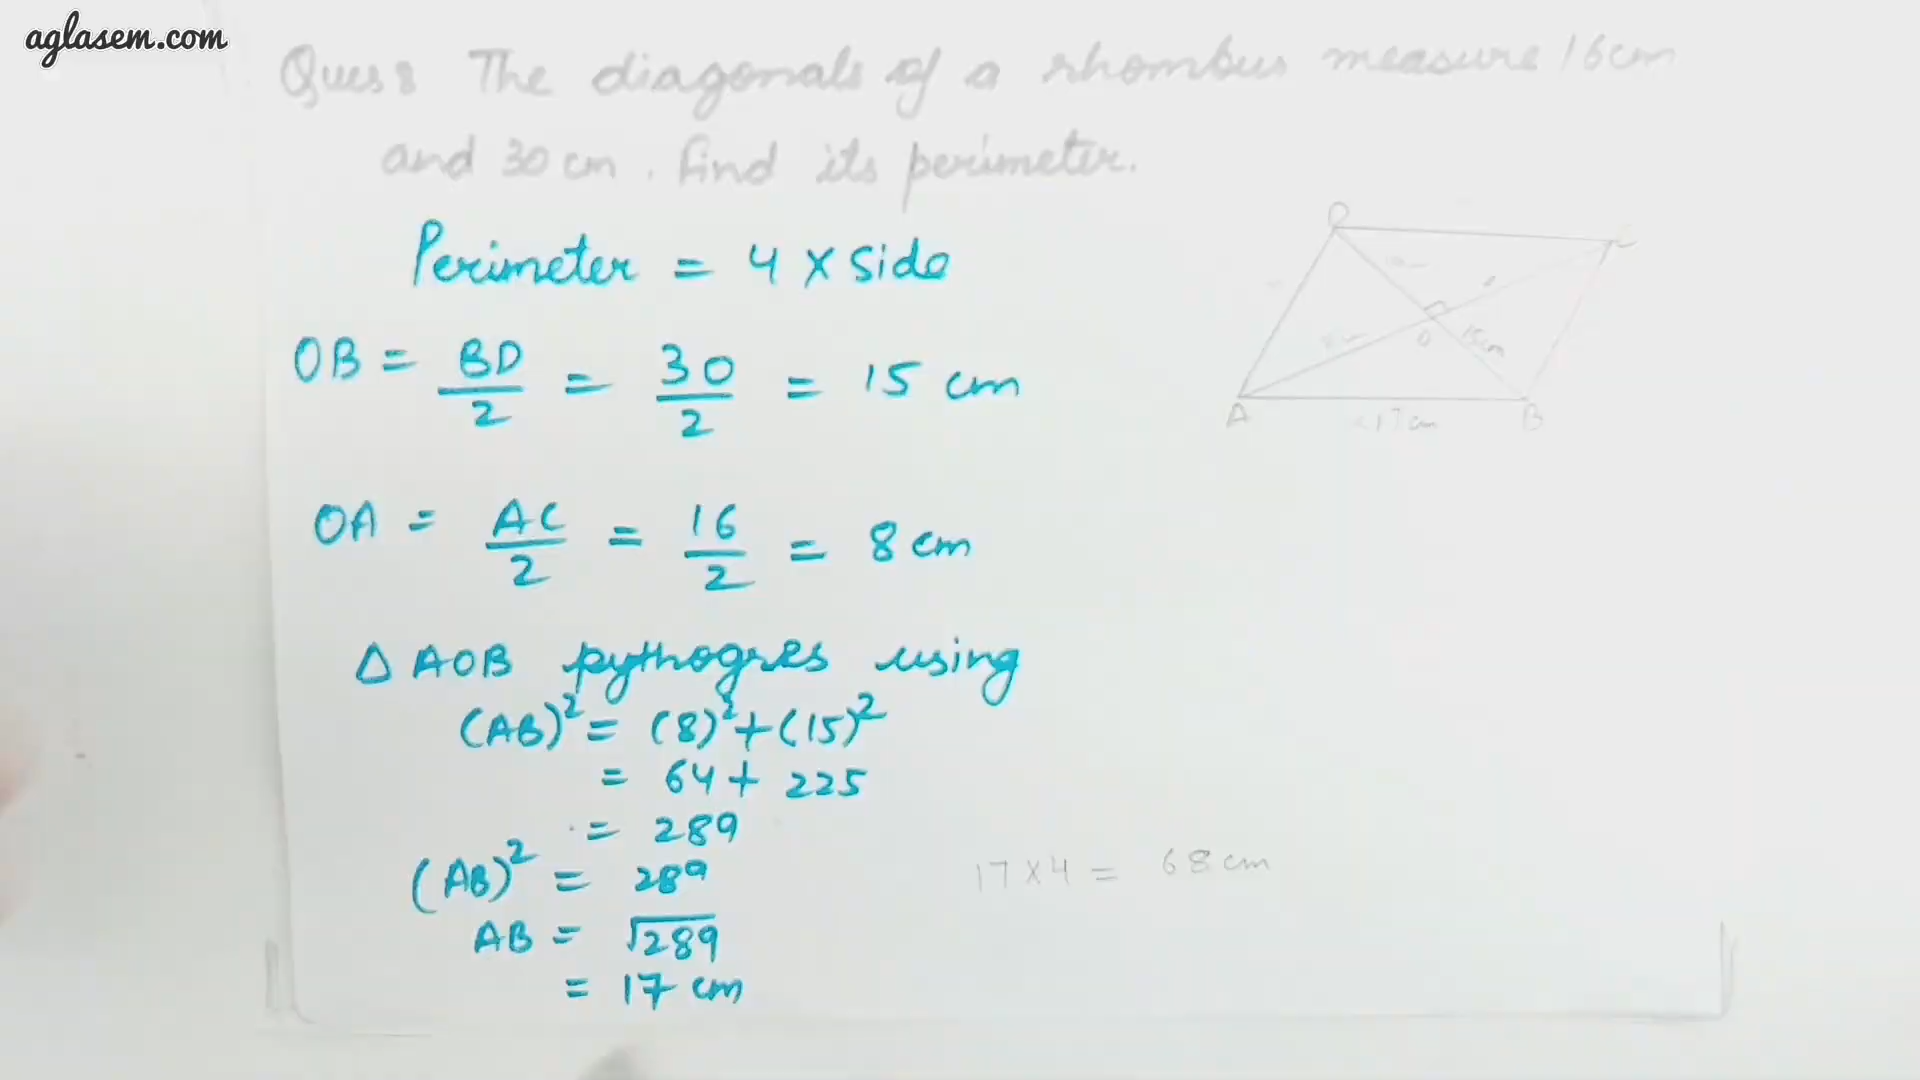 aglasem.com
Ques 8 The diagonals of a rhombus measure 16cm
and 30 cm. find its perimeter.
Perimeter = 4 x side
OB = BD/2 = 30/2 = 15 cm
OA = AC/2 = 16/2 = 8 cm
Δ AOB pythogres using
(AB)² = (8)² + (15)²
= 64 + 225
= 289
(AB)² = 289
AB = √289
= 17 cm
17 x 4 = 68 cm
O
15cm
A
B
17 cm